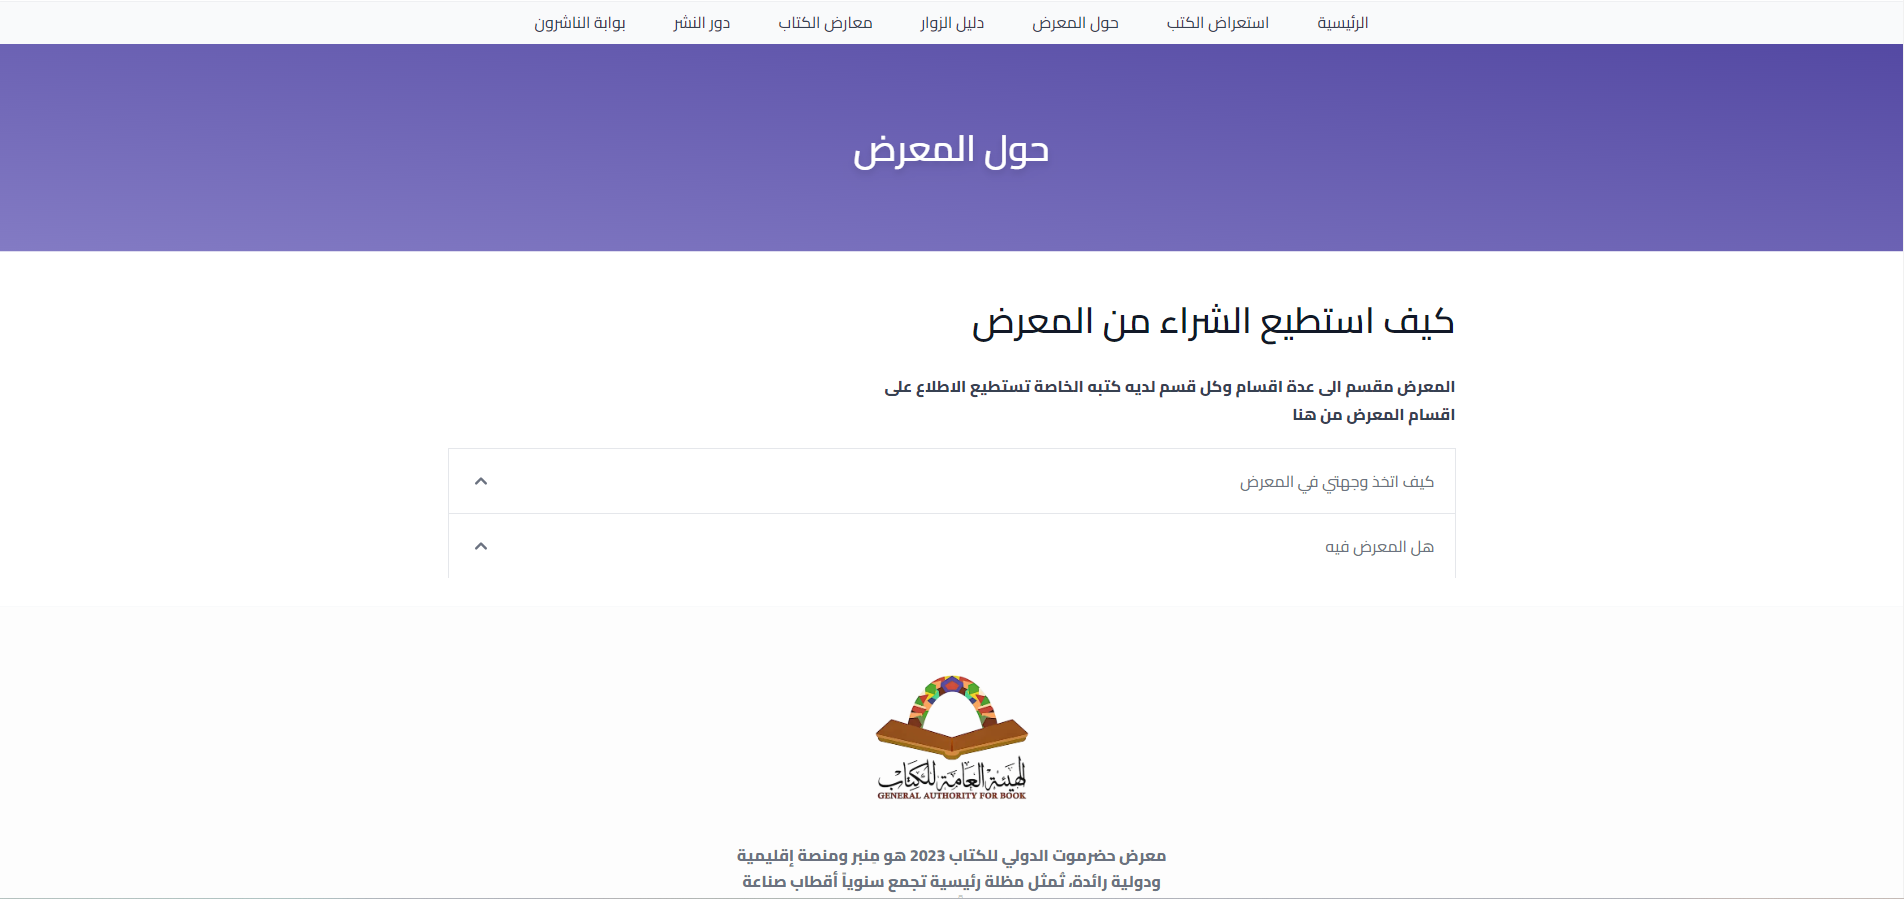 الرئيسية
استعراض الكتب
حول المعرض
دليل الزوار
معارض الكتاب
دور النشر
بوابة الناشرون
حول المعرض
كيف استطيع الشراء من المعرض
المعرض مقسم الى عدة اقسام وكل قسم لديه كتبه الخاصة تستطيع الاطلاع على
اقسام المعرض من هنا
كيف اتخذ وجهتي في المعرض
هل المعرض فيه
الهيئة العامة للكتاب
GENERAL AUTHORITY FOR BOOK
معرض حضرموت الدولي للكتاب 2023 هو مِنبر ومنصة إقليمية
ودولية رائدة، تُمثل مظلة رئيسية تجمع سنوياً أقطاب صناعة